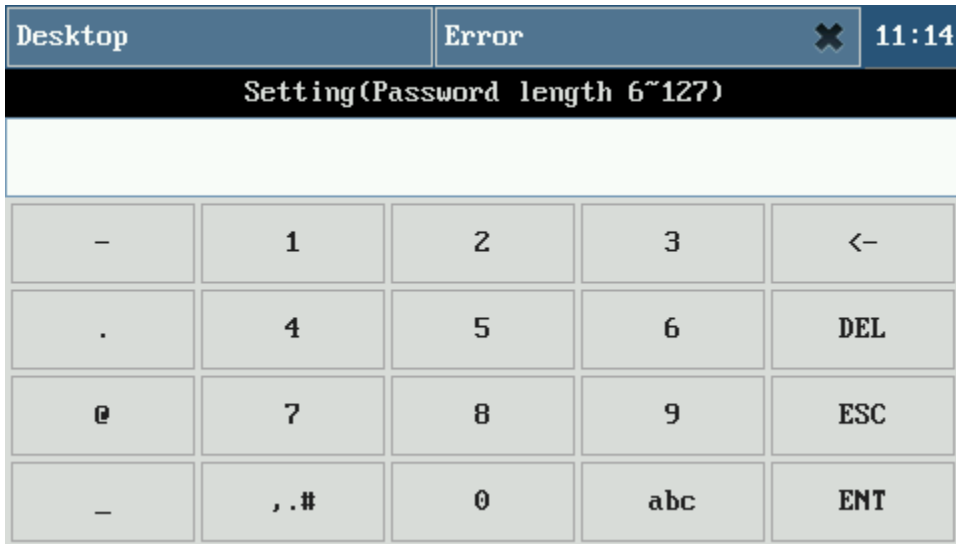 Desktop Error 11:14
Setting(Password length 6~127)
- 1 2 3 <-
. 4 5 6 DEL
@ 7 8 9 ESC
_ ,.# 0 abc ENT